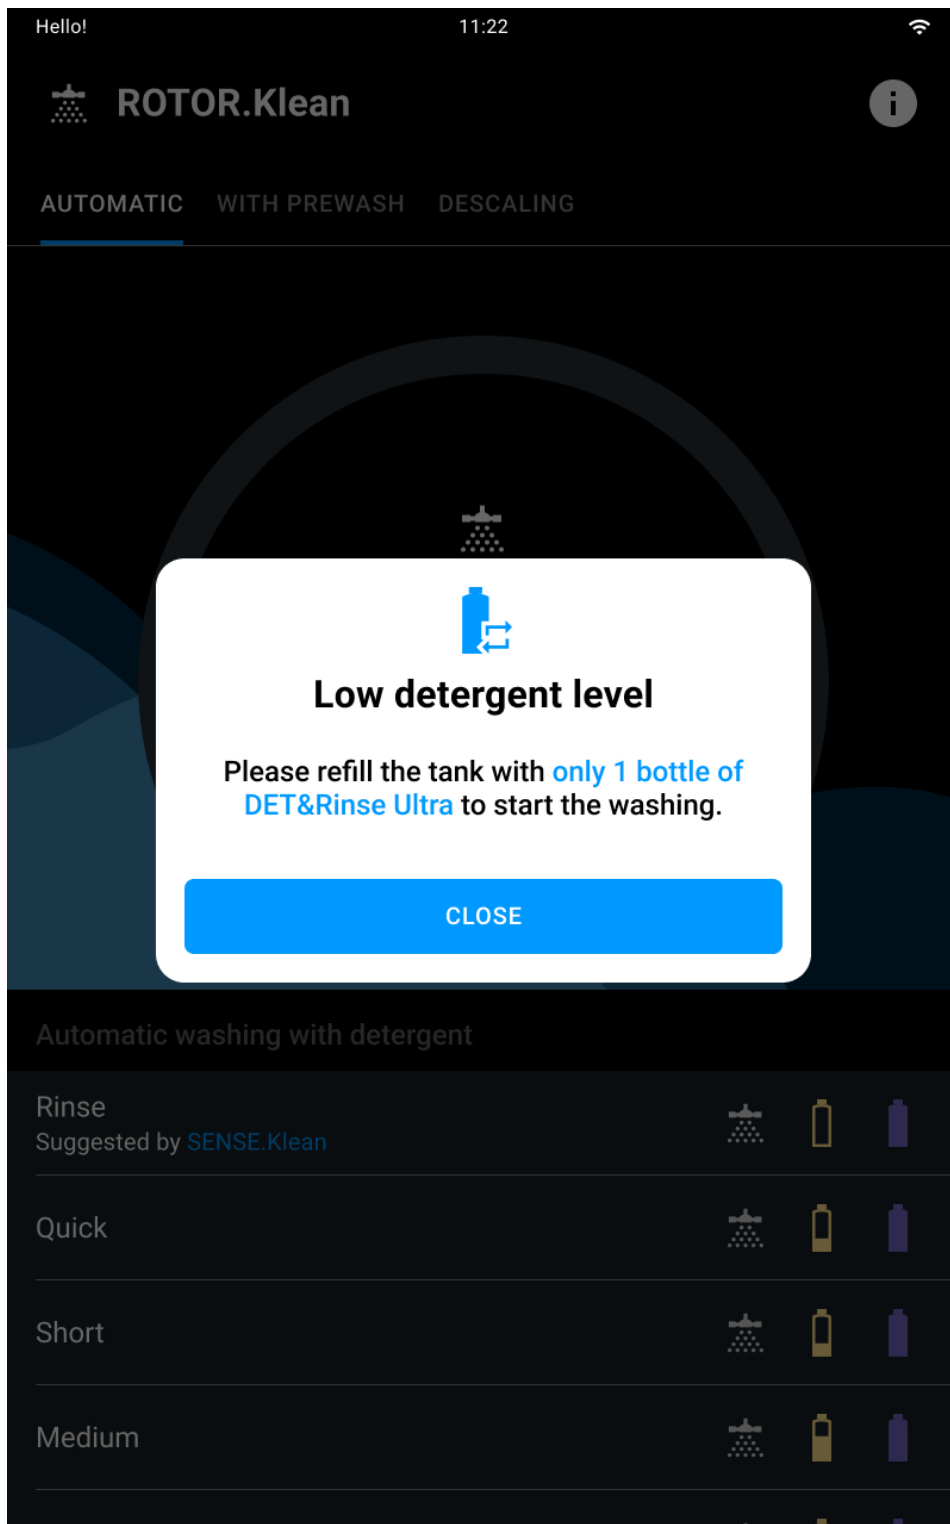 Hello!
11:22
ROTOR.Klean
i
AUTOMATIC
WITH PREWASH
DESCALING
Low detergent level
Please refill the tank with only 1 bottle of
DET&Rinse Ultra to start the washing.
CLOSE
Automatic washing with detergent
Rinse
Suggested by SENSE.Klean
Quick
Short
Medium